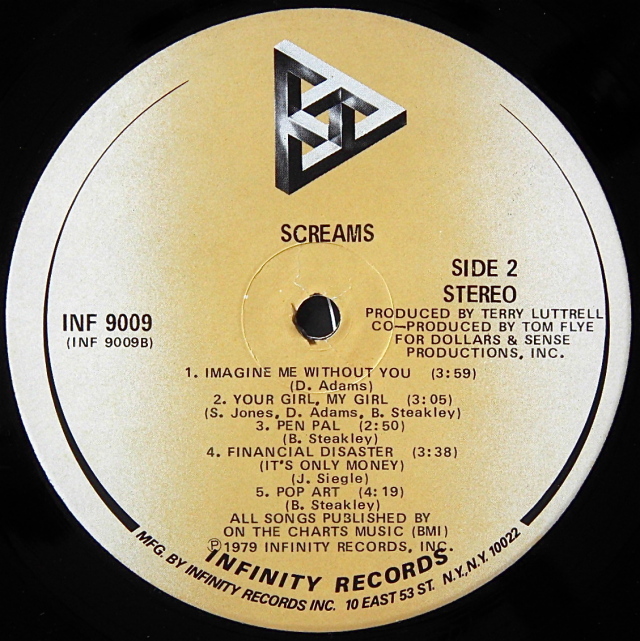 SCREAMS
SIDE 2
STEREO
INF 9009
(INF 9009B)
PRODUCED BY TERRY LUTTRELL
CO-PRODUCED BY TOM FLYE
FOR DOLLARS & SENSE
PRODUCTIONS, INC.
1. IMAGINE ME WITHOUT YOU (3:59)
(D. Adams)
2. YOUR GIRL, MY GIRL (3:05)
(S. Jones, D. Adams, B. Steakley)
3. PEN PAL (2:50)
(B. Steakley)
4. FINANCIAL DISASTER (3:38)
(IT'S ONLY MONEY)
(J. Siegle)
5. POP ART (4:19)
(B. Steakley)
ALL SONGS PUBLISHED BY
ON THE CHARTS MUSIC (BMI)
℗1979 INFINITY RECORDS, INC.
INFINITY RECORDS
MFG. BY INFINITY RECORDS INC. 10 EAST 53 ST. N.Y., N.Y. 10022